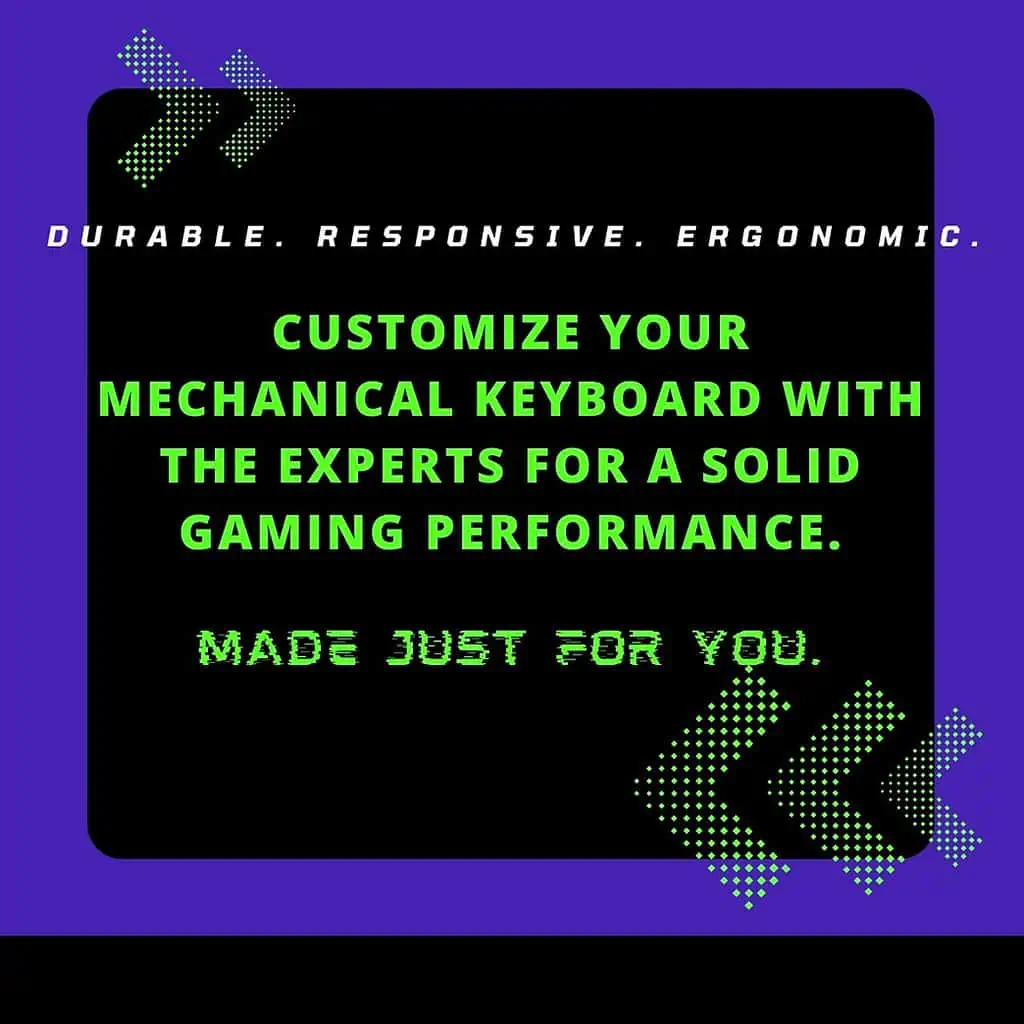 DURABLE. RESPONSIVE. ERGONOMIC.
CUSTOMIZE YOUR
MECHANICAL KEYBOARD WITH
THE EXPERTS FOR A SOLID
GAMING PERFORMANCE.
MADE JUST FOR YOU.